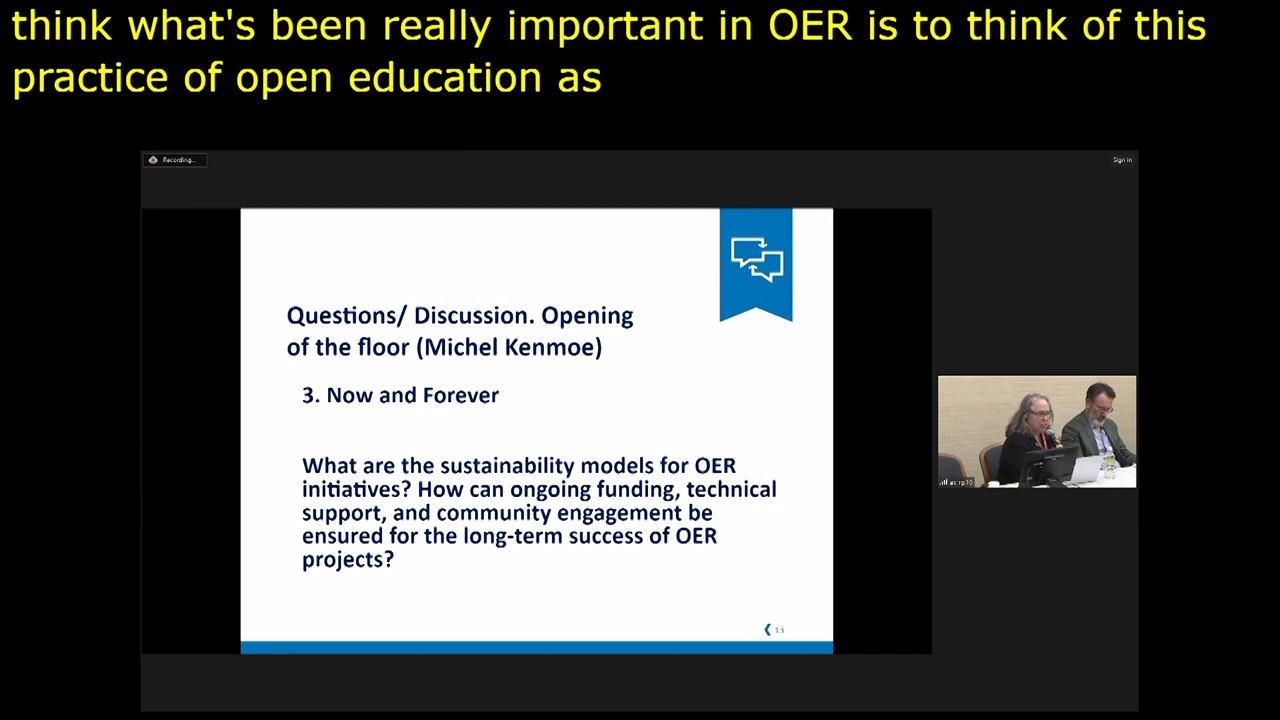 think what's been really important in OER is to think of this
practice of open education as
Recording...
Sign in
Questions/ Discussion. Opening
of the floor (Michel Kenmoe)
3. Now and Forever
What are the sustainability models for OER
initiatives? How can ongoing funding, technical
support, and community engagement be
ensured for the long-term success of OER
projects?
13